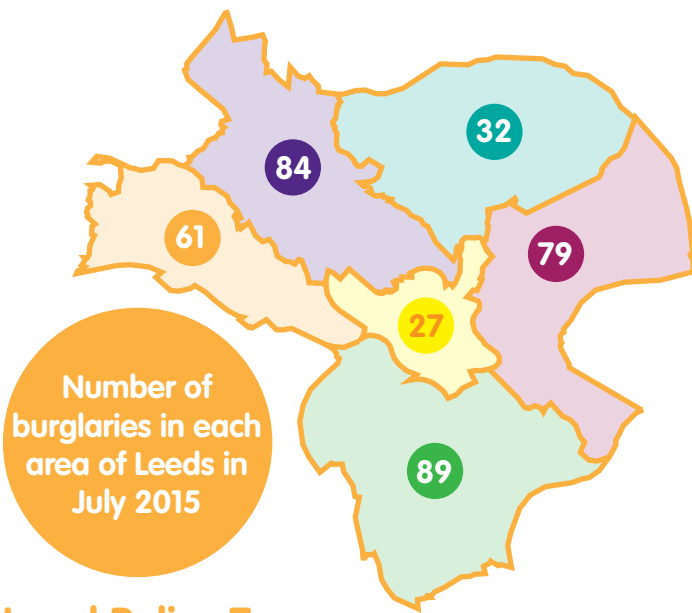 32
84
61
79
27
Number of
burglaries in each
area of Leeds in
July 2015
89